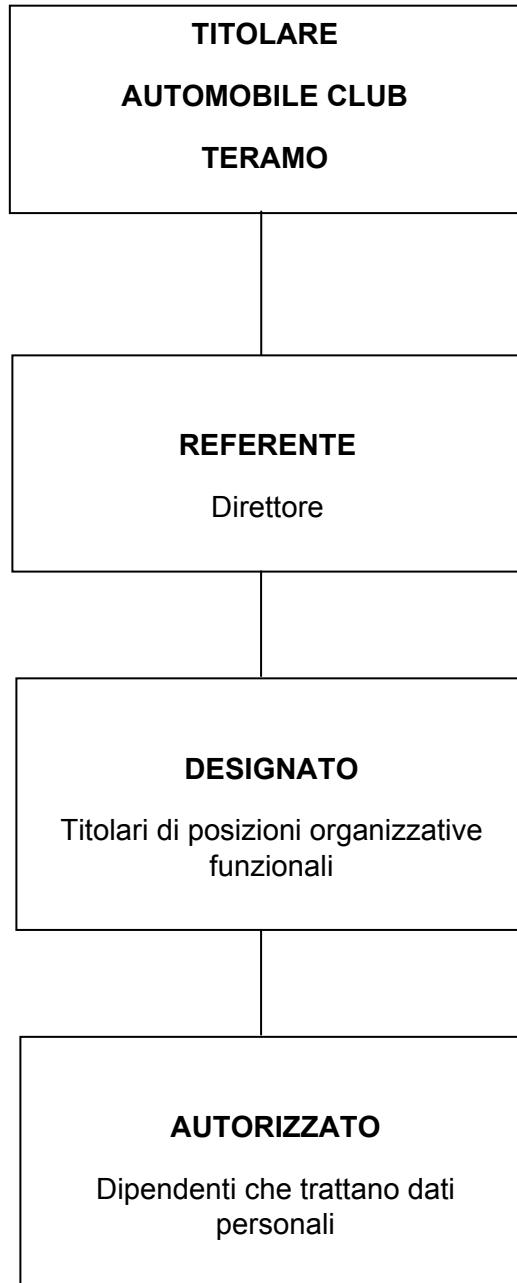 TITOLARE
AUTOMOBILE CLUB
TERAMO
REFERENTE
Direttore
DESIGNATO
Titolari di posizioni organizzative
funzionali
AUTORIZZATO
Dipendenti che trattano dati
personali